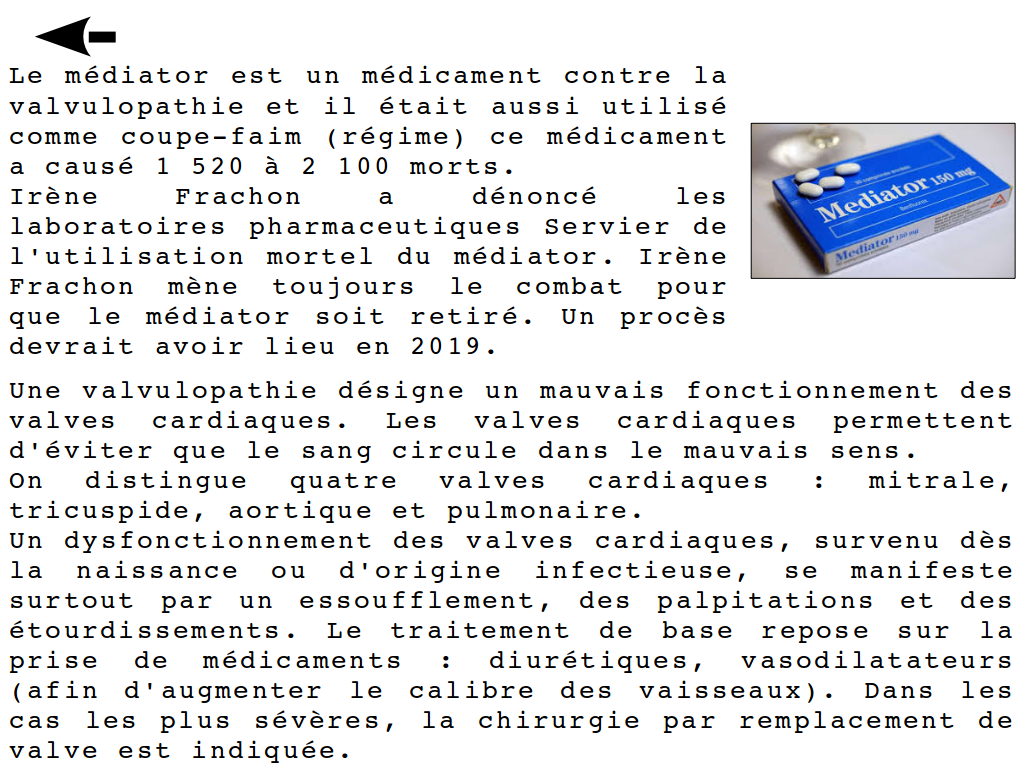 Le médiator est un médicament contre la
valvulopathie et il était aussi utilisé
comme coupe-faim (régime) ce médicament
a causé 1 520 à 2 100 morts.
Irène Frachon a dénoncé les
laboratoires pharmaceutiques Servier de
l'utilisation mortel du médiator. Irène
Frachon mène toujours le combat pour
que le médiator soit retiré. Un procès
devrait avoir lieu en 2019.
Mediator 150 mg
Benfluorex
Mediator 150 mg
Une valvulopathie désigne un mauvais fonctionnement des
valves cardiaques. Les valves cardiaques permettent
d'éviter que le sang circule dans le mauvais sens.
On distingue quatre valves cardiaques : mitrale,
tricuspide, aortique et pulmonaire.
Un dysfonctionnement des valves cardiaques, survenu dès
la naissance ou d'origine infectieuse, se manifeste
surtout par un essoufflement, des palpitations et des
étourdissements. Le traitement de base repose sur la
prise de médicaments : diurétiques, vasodilatateurs
(afin d'augmenter le calibre des vaisseaux). Dans les
cas les plus sévères, la chirurgie par remplacement de
valve est indiquée.